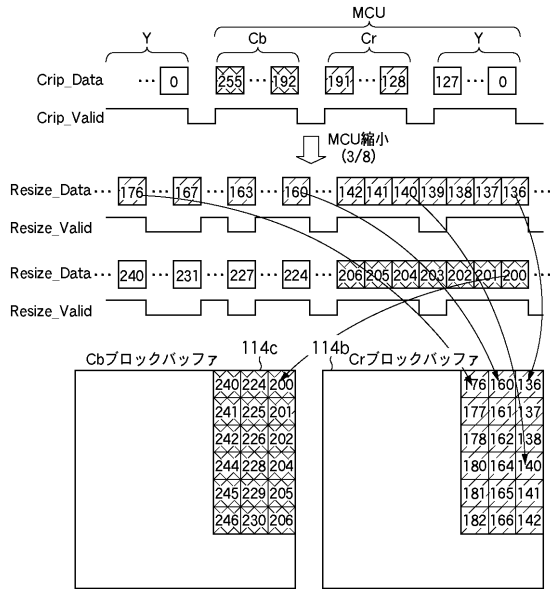 MCU
Y Cb Cr Y
Crip_Data ··· 0 255 ··· 192 191 ··· 128 127 ··· 0
Crip_Valid
MCU縮小
(3/8)
Resize_Data ··· 176 ··· 167 ··· 163 ··· 160 ··· 142 141 140 139 138 137 136 ···
Resize_Valid
Resize_Data ··· 240 ··· 231 ··· 227 ··· 224 ··· 206 205 204 203 202 201 200 ···
Resize_Valid
114c 114b
Cbブロックバッファ Crブロックバッファ
240 224 200 176 160 136
241 225 201 177 161 137
242 226 202 178 162 138
244 228 204 180 164 140
245 229 205 181 165 141
246 230 206 182 166 142